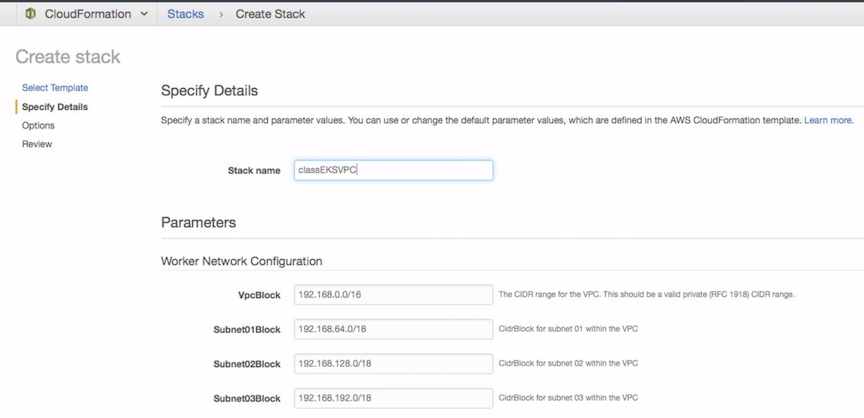 CloudFormation Stacks > Create Stack
Create stack
Select Template
Specify Details
Options
Review
Specify Details
Specify a stack name and parameter values. You can use or change the default parameter values, which are defined in the AWS CloudFormation template. Learn more.
Stack name classEKSVPC
Parameters
Worker Network Configuration
VpcBlock 192.168.0.0/16 The CIDR range for the VPC. This should be a valid private (RFC 1918) CIDR range.
Subnet01Block 192.168.64.0/18 CidrBlock for subnet 01 within the VPC
Subnet02Block 192.168.128.0/18 CidrBlock for subnet 02 within the VPC
Subnet03Block 192.168.192.0/18 CidrBlock for subnet 03 within the VPC